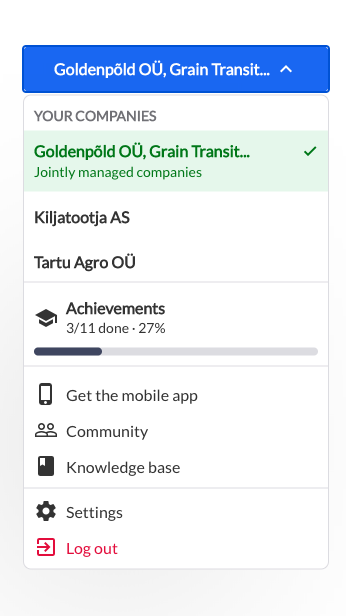 Goldenpõld OÜ, Grain Transit...
YOUR COMPANIES
Goldenpõld OÜ, Grain Transit...
Jointly managed companies
Kiljatootja AS
Tartu Agro OÜ
Achievements
3/11 done · 27%
Get the mobile app
Community
Knowledge base
Settings
Log out